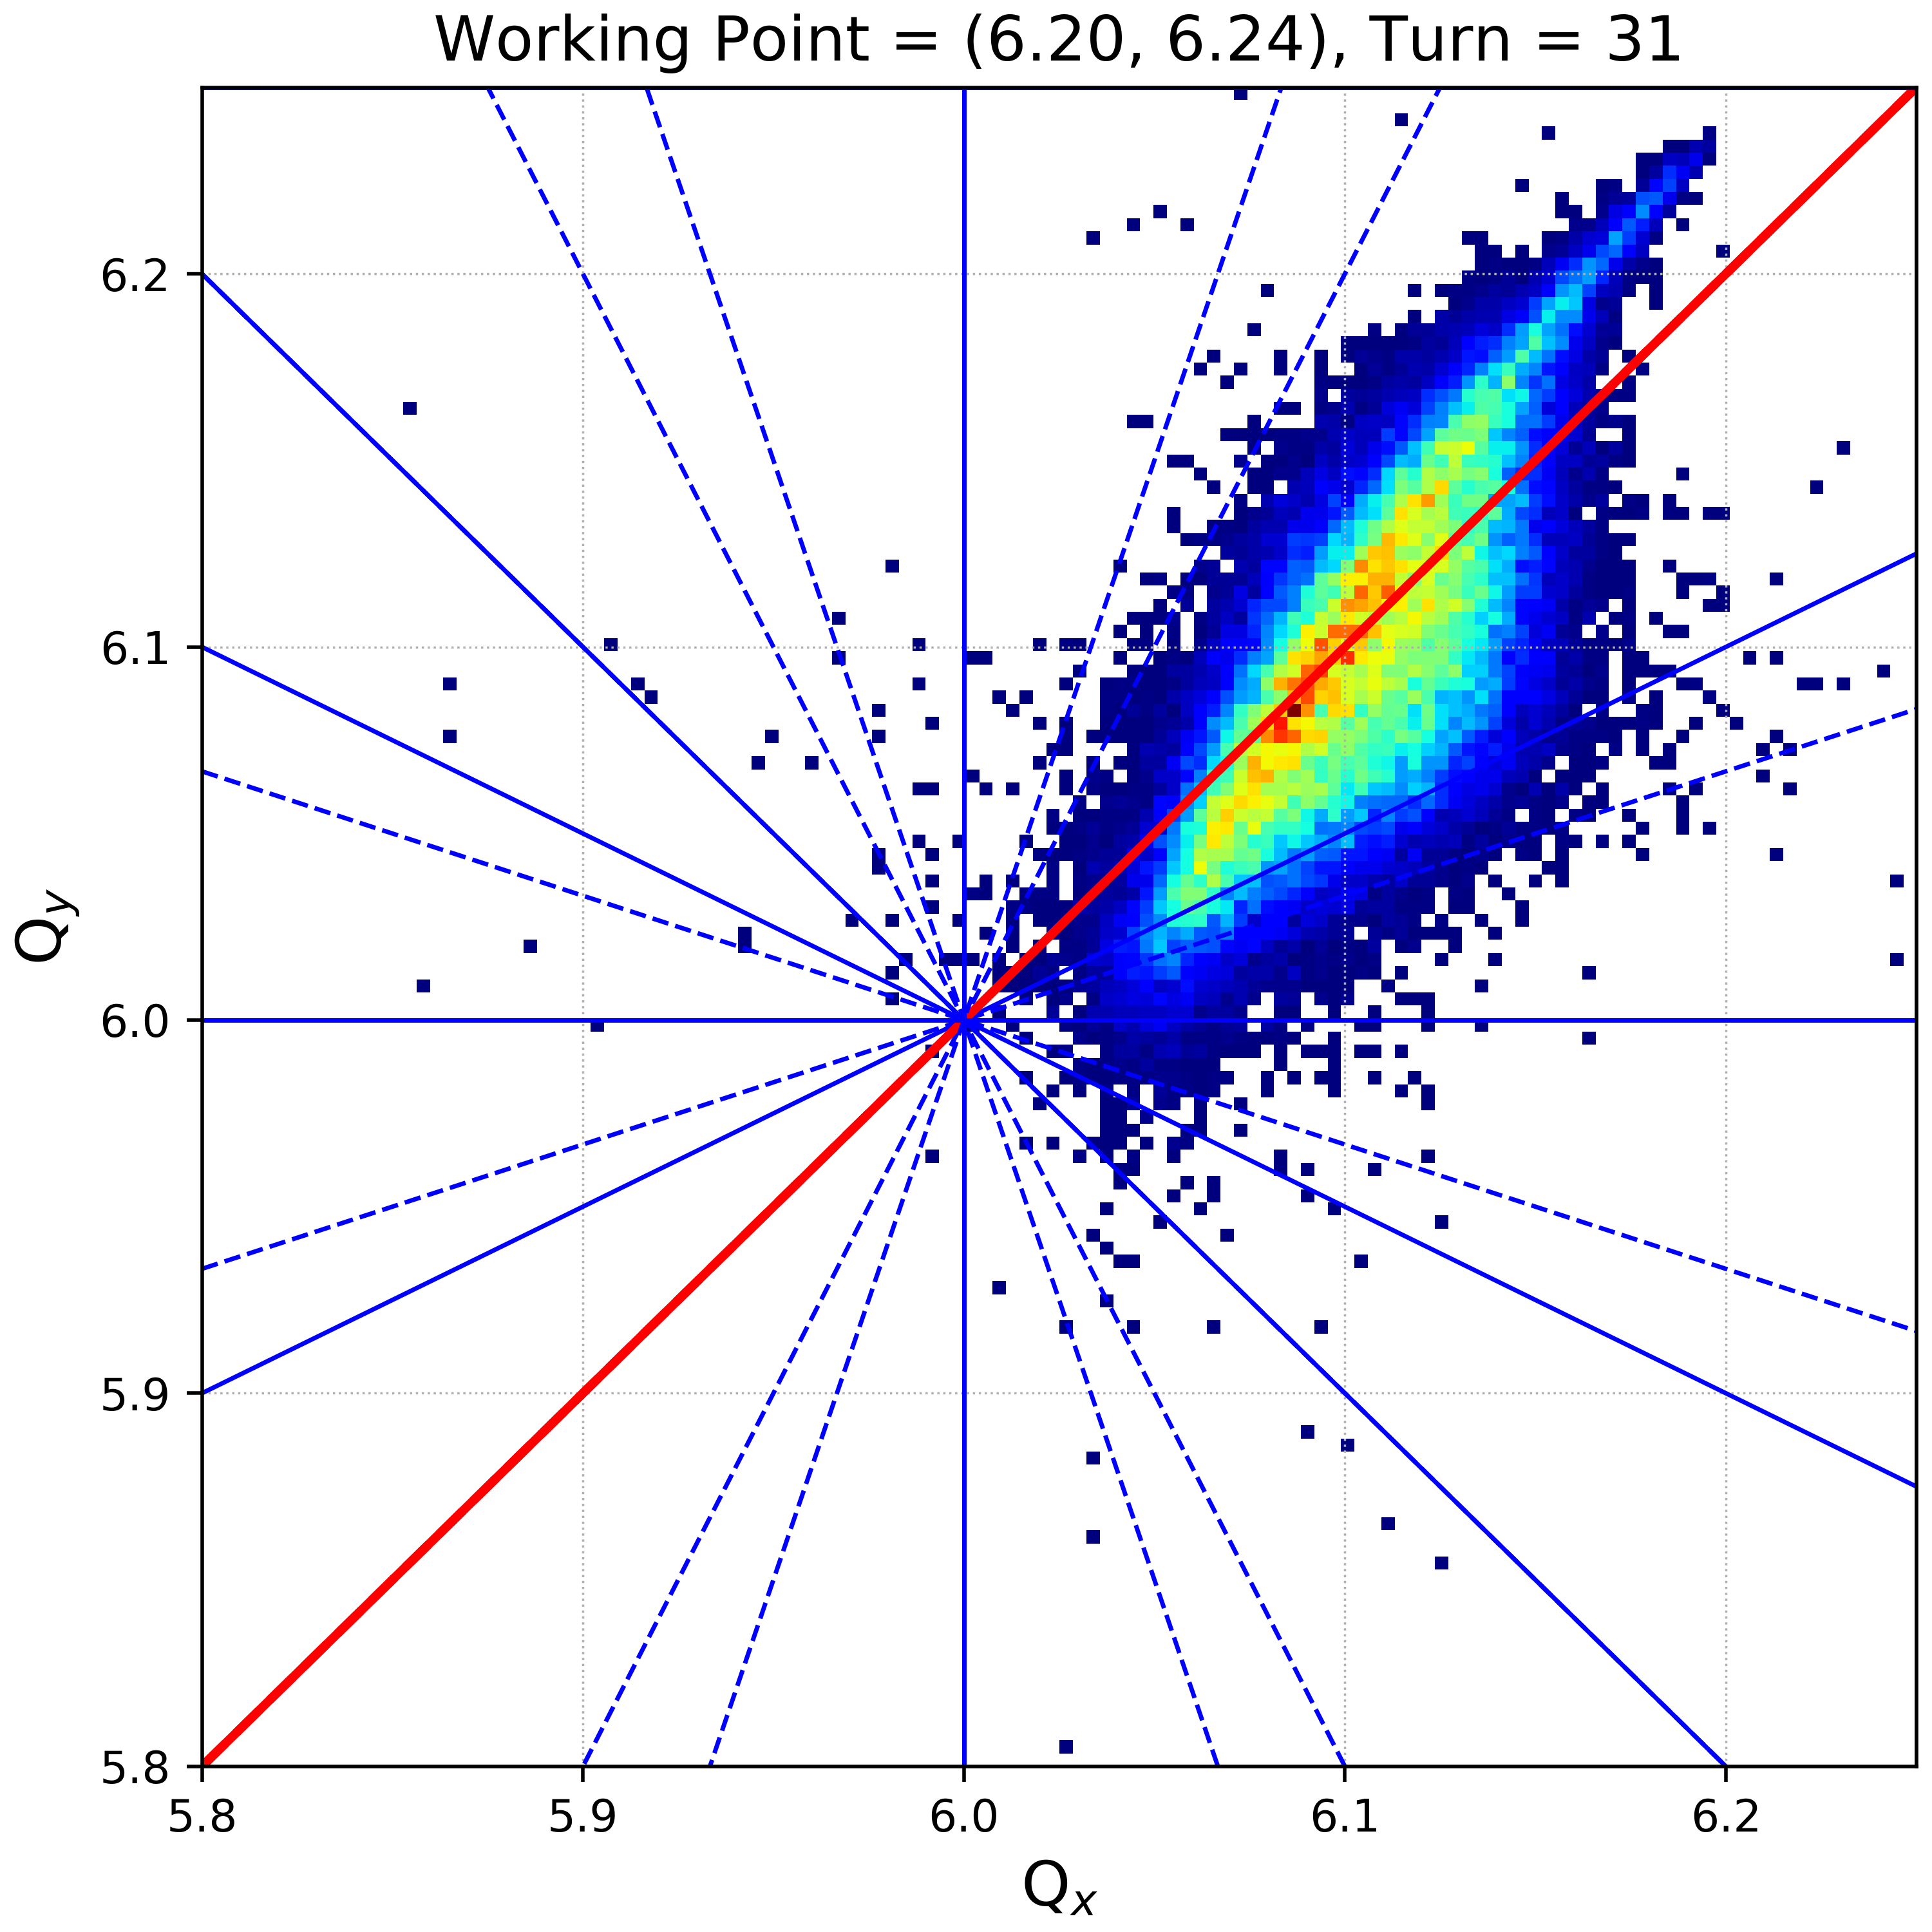 Working Point = (6.20, 6.24), Turn = 31
6.2
6.1
6.0
5.9
5.8
Qy
5.8 5.9 6.0 6.1 6.2
Qx